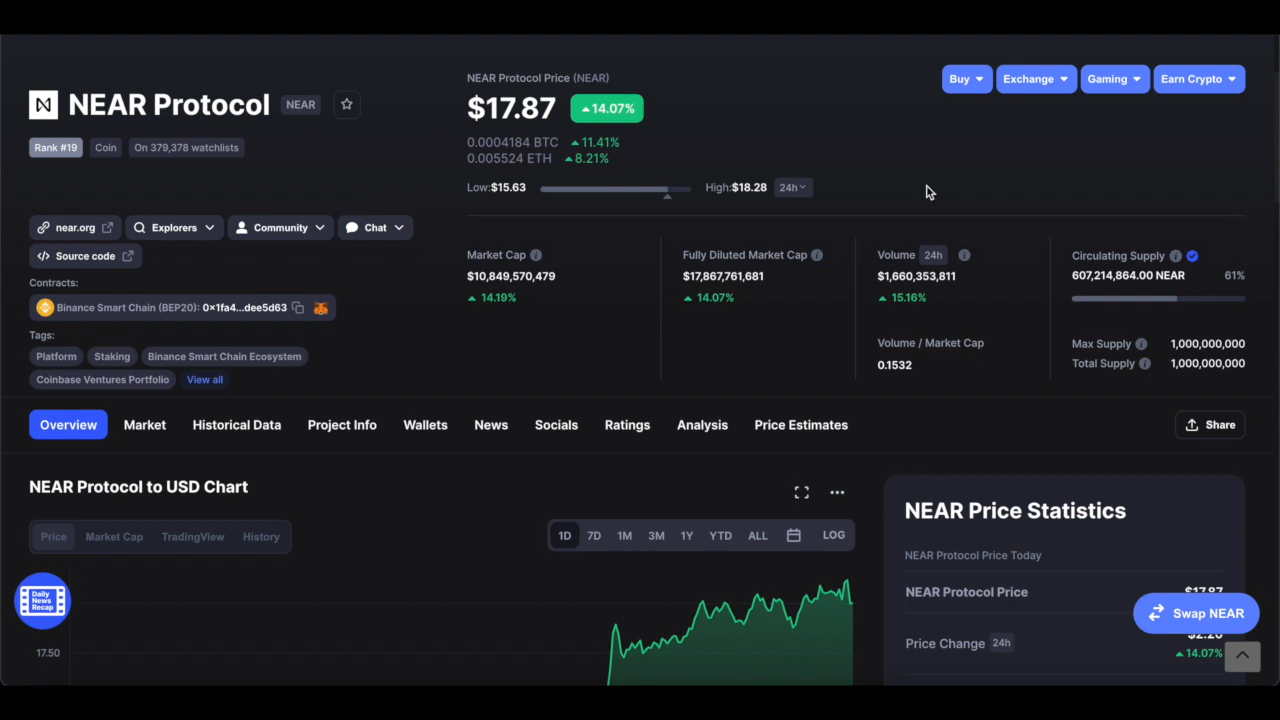 NEAR Protocol NEAR
Rank #19 Coin On 379,378 watchlists
near.org Explorers Community Chat
Source code
Contracts:
Binance Smart Chain (BEP20): 0x1fa4...dee5d63
Tags:
Platform Staking Binance Smart Chain Ecosystem
Coinbase Ventures Portfolio View all
NEAR Protocol Price (NEAR)
$17.87 14.07%
0.0004184 BTC 11.41%
0.005524 ETH 8.21%
Low:$15.63 High:$18.28 24h
Buy Exchange Gaming Earn Crypto
Market Cap
$10,849,570,479
14.19%
Fully Diluted Market Cap
$17,867,761,681
14.07%
Volume 24h
$1,660,353,811
15.16%
Volume / Market Cap
0.1532
Circulating Supply
607,214,864.00 NEAR 61%
Max Supply 1,000,000,000
Total Supply 1,000,000,000
Overview Market Historical Data Project Info Wallets News Socials Ratings Analysis Price Estimates Share
NEAR Protocol to USD Chart
Price Market Cap TradingView History
1D 7D 1M 3M 1Y YTD ALL LOG
Daily
News
Recap
17.50
NEAR Price Statistics
NEAR Protocol Price Today
NEAR Protocol Price $17.87
Swap NEAR
Price Change 24h
14.07%